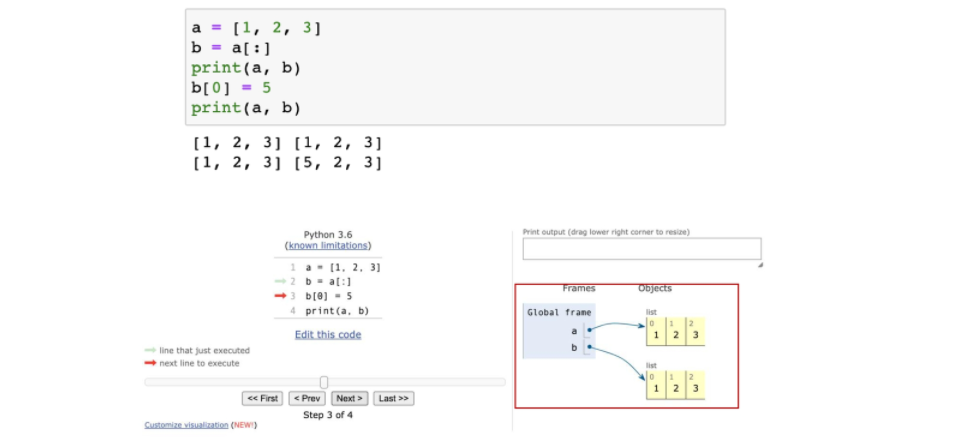 a = [1, 2, 3]
b = a[:]
print(a, b)
b[0] = 5
print(a, b)
[1, 2, 3] [1, 2, 3]
[1, 2, 3] [5, 2, 3]
Python 3.6
(known limitations)
1 a = [1, 2, 3]
2 b = a[:]
3 b[0] = 5
4 print(a, b)
Edit this code
line that just executed
next line to execute
<< First < Prev Next > Last >>
Step 3 of 4
Customize visualization (NEW!)
Print output (drag lower right corner to resize)
Frames Objects
Global frame
a
b
list
0 1 2
1 2 3
list
0 1 2
1 2 3